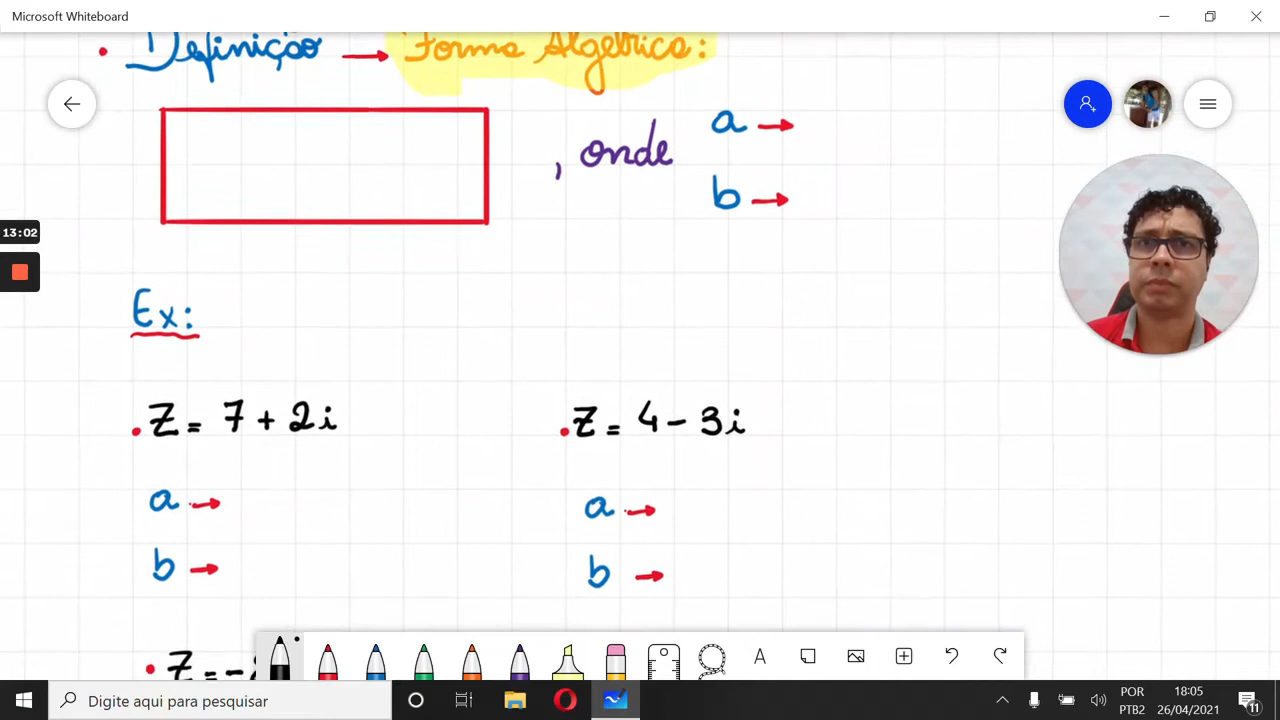 Microsoft Whiteboard
• Definição → Forma Algébrica:
, onde
a →
b →
13:02
Ex:
• Z = 7 + 2i
• Z = 4 - 3i
a →
a →
b →
b →
• Z = -
A
Digite aqui para pesquisar
POR
PTB2
18:05
26/04/2021
11